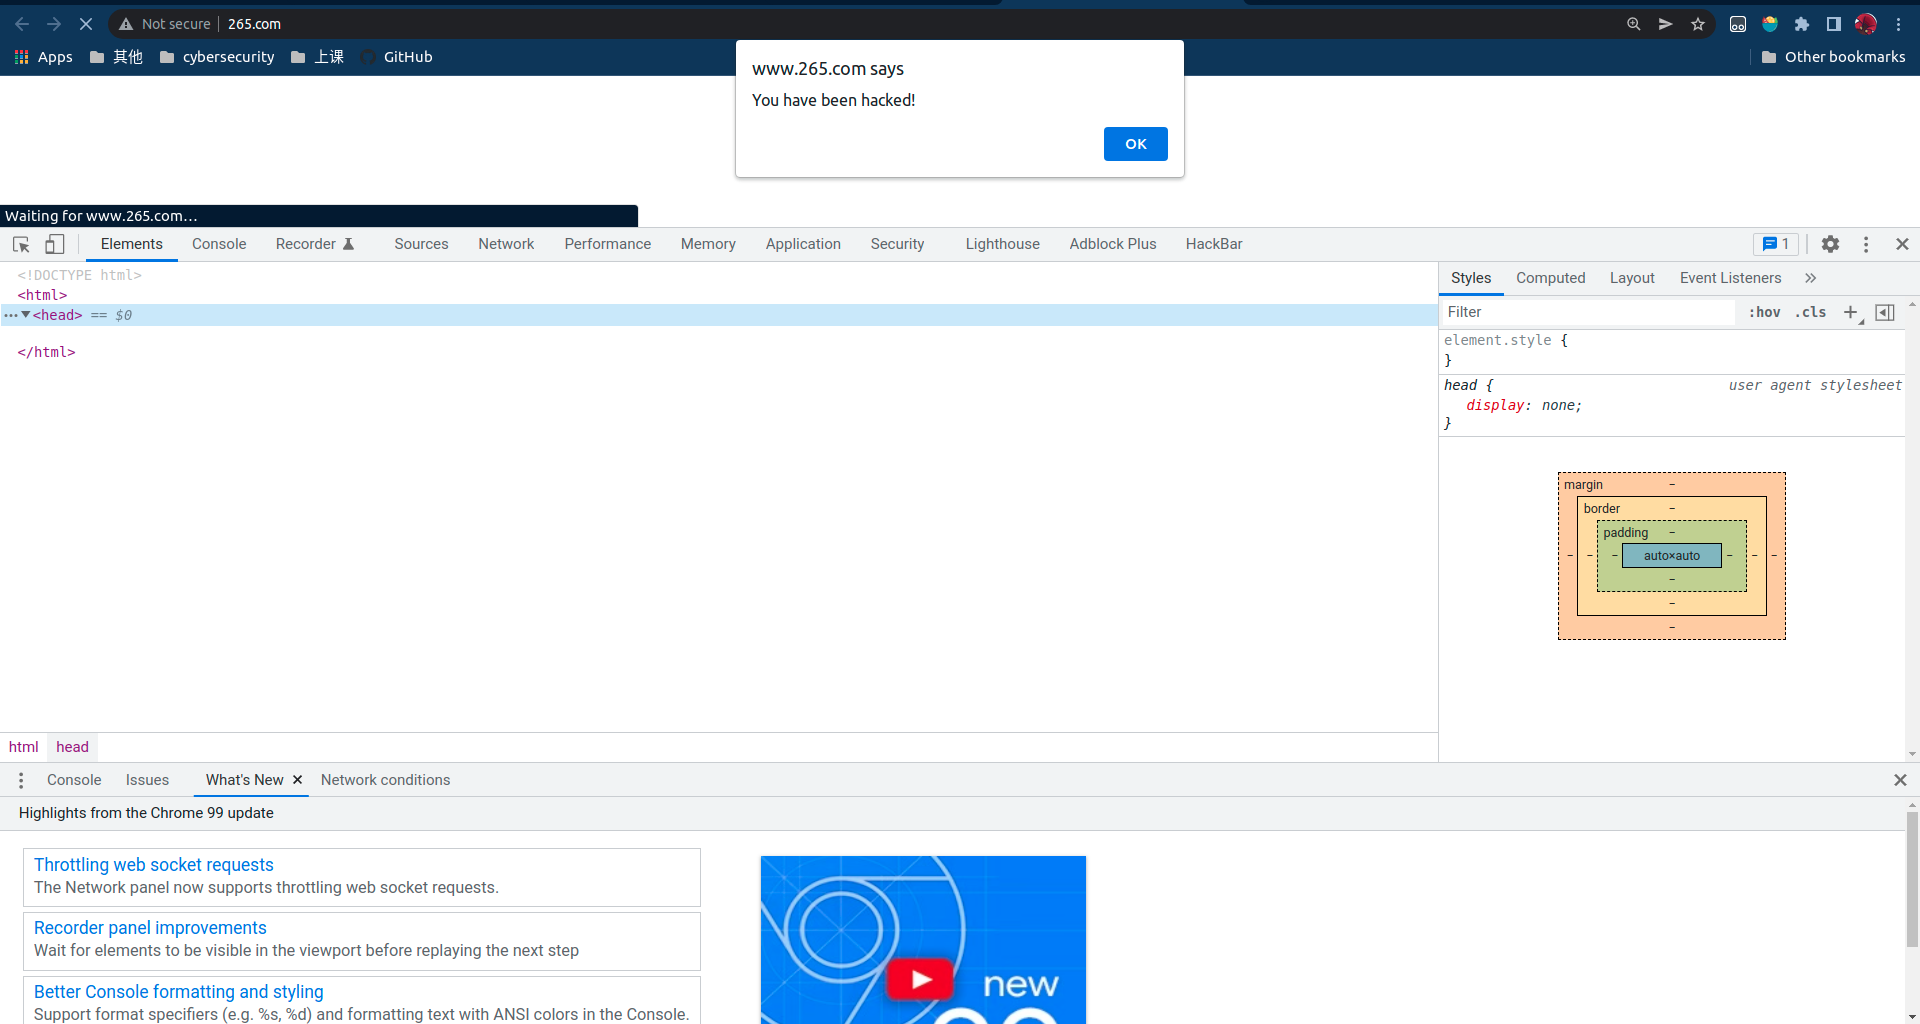 Not secure 265.com
Apps 其他 cybersecurity 上课 GitHub Other bookmarks
www.265.com says
You have been hacked!
OK
Waiting for www.265.com…
Elements Console Recorder Sources Network Performance Memory Application Security Lighthouse Adblock Plus HackBar 1
<!DOCTYPE html>
<html>
…<head> == $0
</html>
Styles Computed Layout Event Listeners »
Filter :hov .cls +
element.style {
}
head { user agent stylesheet
display: none;
}
margin –
border –
padding –
– – – auto×auto – – –
–
–
–
html head
Console Issues What's New × Network conditions
Highlights from the Chrome 99 update
Throttling web socket requests
The Network panel now supports throttling web socket requests.
Recorder panel improvements
Wait for elements to be visible in the viewport before replaying the next step
Better Console formatting and styling
Support format specifiers (e.g. %s, %d) and formatting text with ANSI colors in the Console.
new